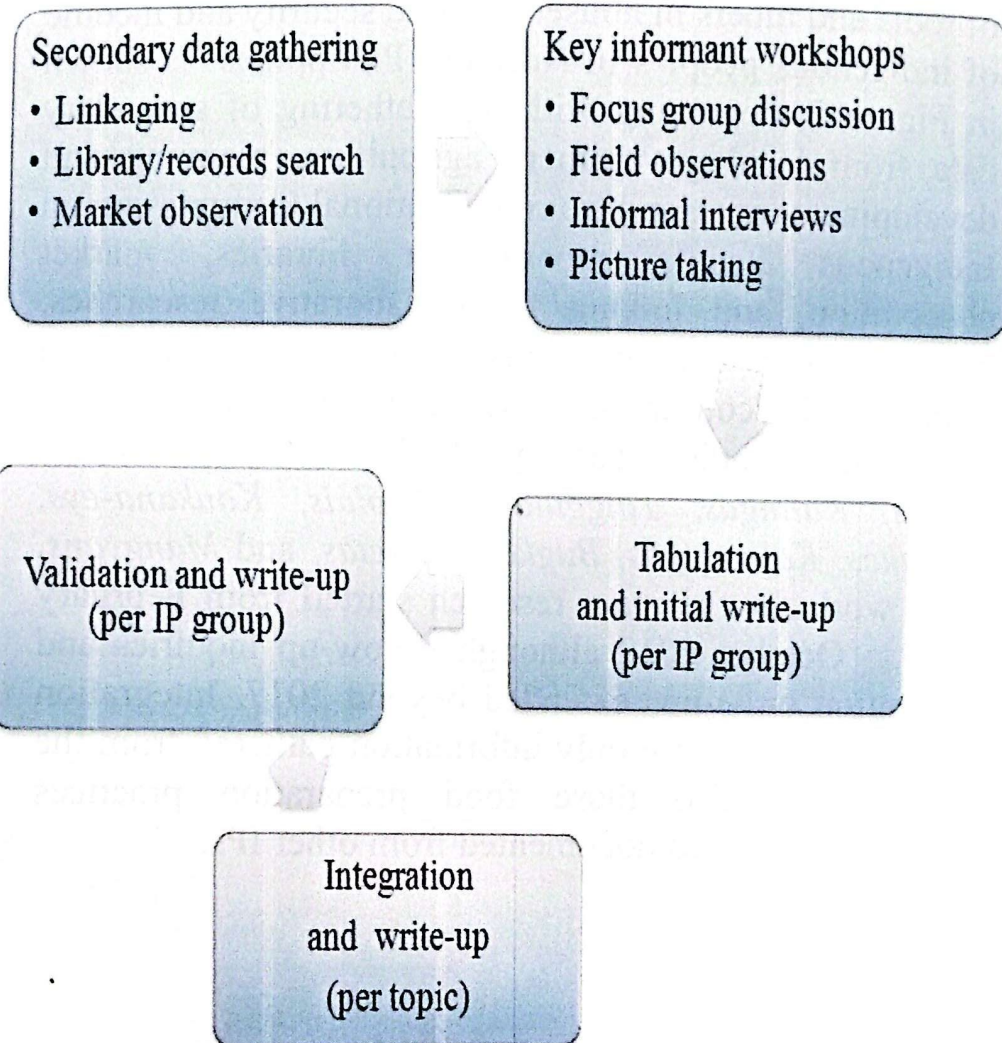 Secondary data gathering
• Linkaging
• Library/records search
• Market observation
Key informant workshops
• Focus group discussion
• Field observations
• Informal interviews
• Picture taking
Tabulation
and initial write-up
(per IP group)
Validation and write-up
(per IP group)
Integration
and write-up
(per topic)